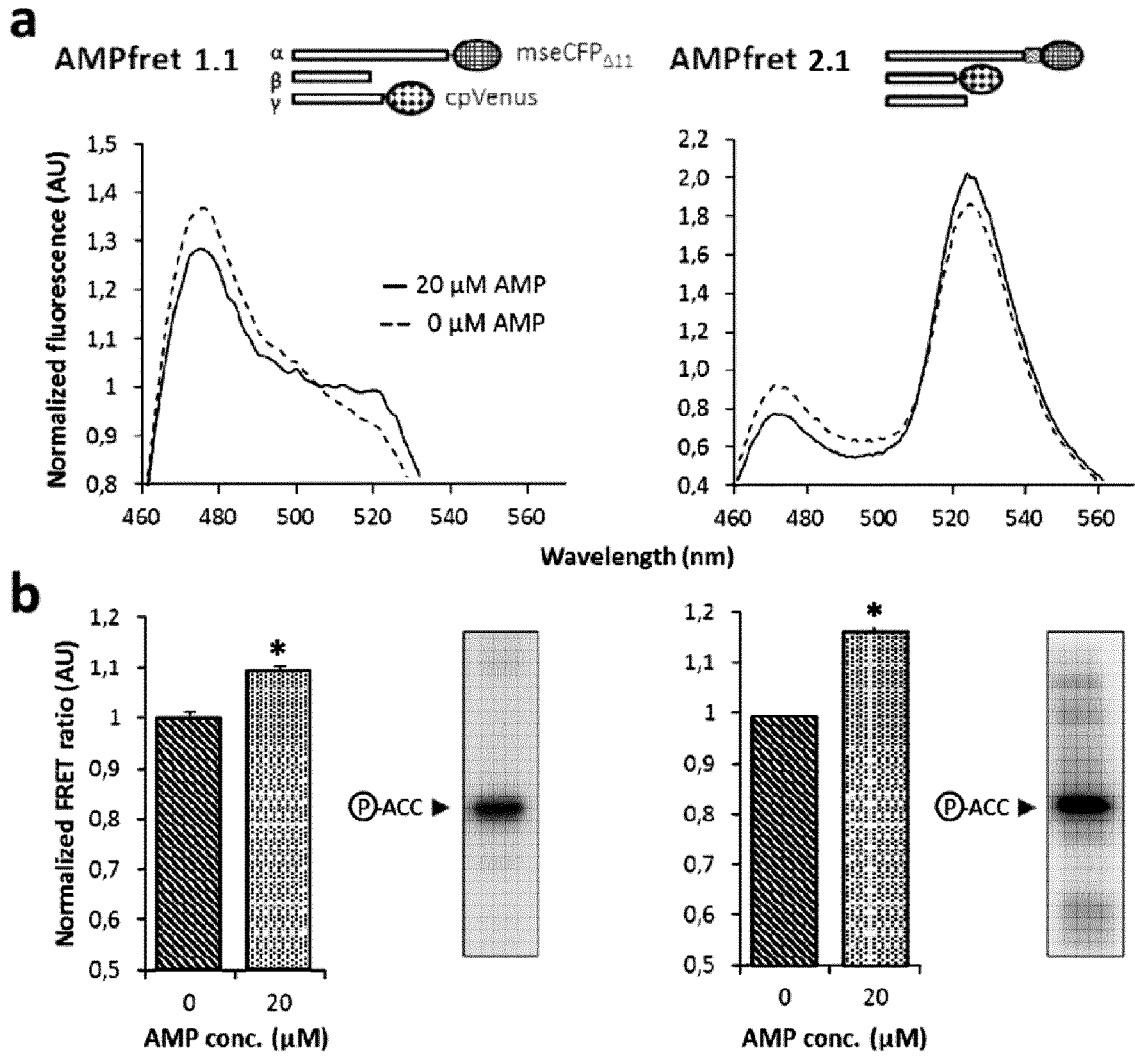 a
AMPfret 1.1
α
β
γ
mseCFPΔ11
cpVenus
AMPfret 2.1
Normalized fluorescence (AU)
1,5
1,4
1,3
1,2
1,1
1
0,9
0,8
460 480 500 520 540 560
20 µM AMP
0 µM AMP
2,2
2,0
1,8
1,6
1,4
1,2
1,0
0,8
0,6
0,4
460 480 500 520 540 560
Wavelength (nm)
b
Normalized FRET ratio (AU)
1,2
1,1
1
0,9
0,8
0,7
0,6
0,5
*
0 20
AMP conc. (µM)
P-ACC
1,2
1,1
1
0,9
0,8
0,7
0,6
0,5
*
0 20
AMP conc. (µM)
P-ACC